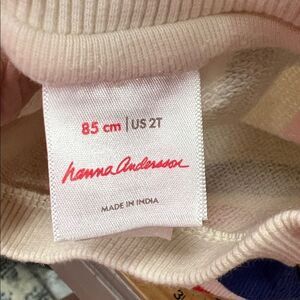 85 cm | US 2T
hanna andersson
MADE IN INDIA